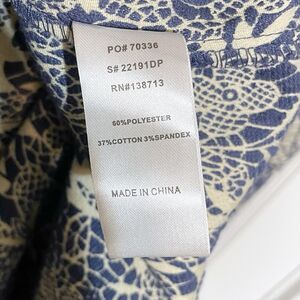 PO# 70336
S# 22191DP
RN#138713
60%POLYESTER
37%COTTON 3%SPANDEX
MADE IN CHINA